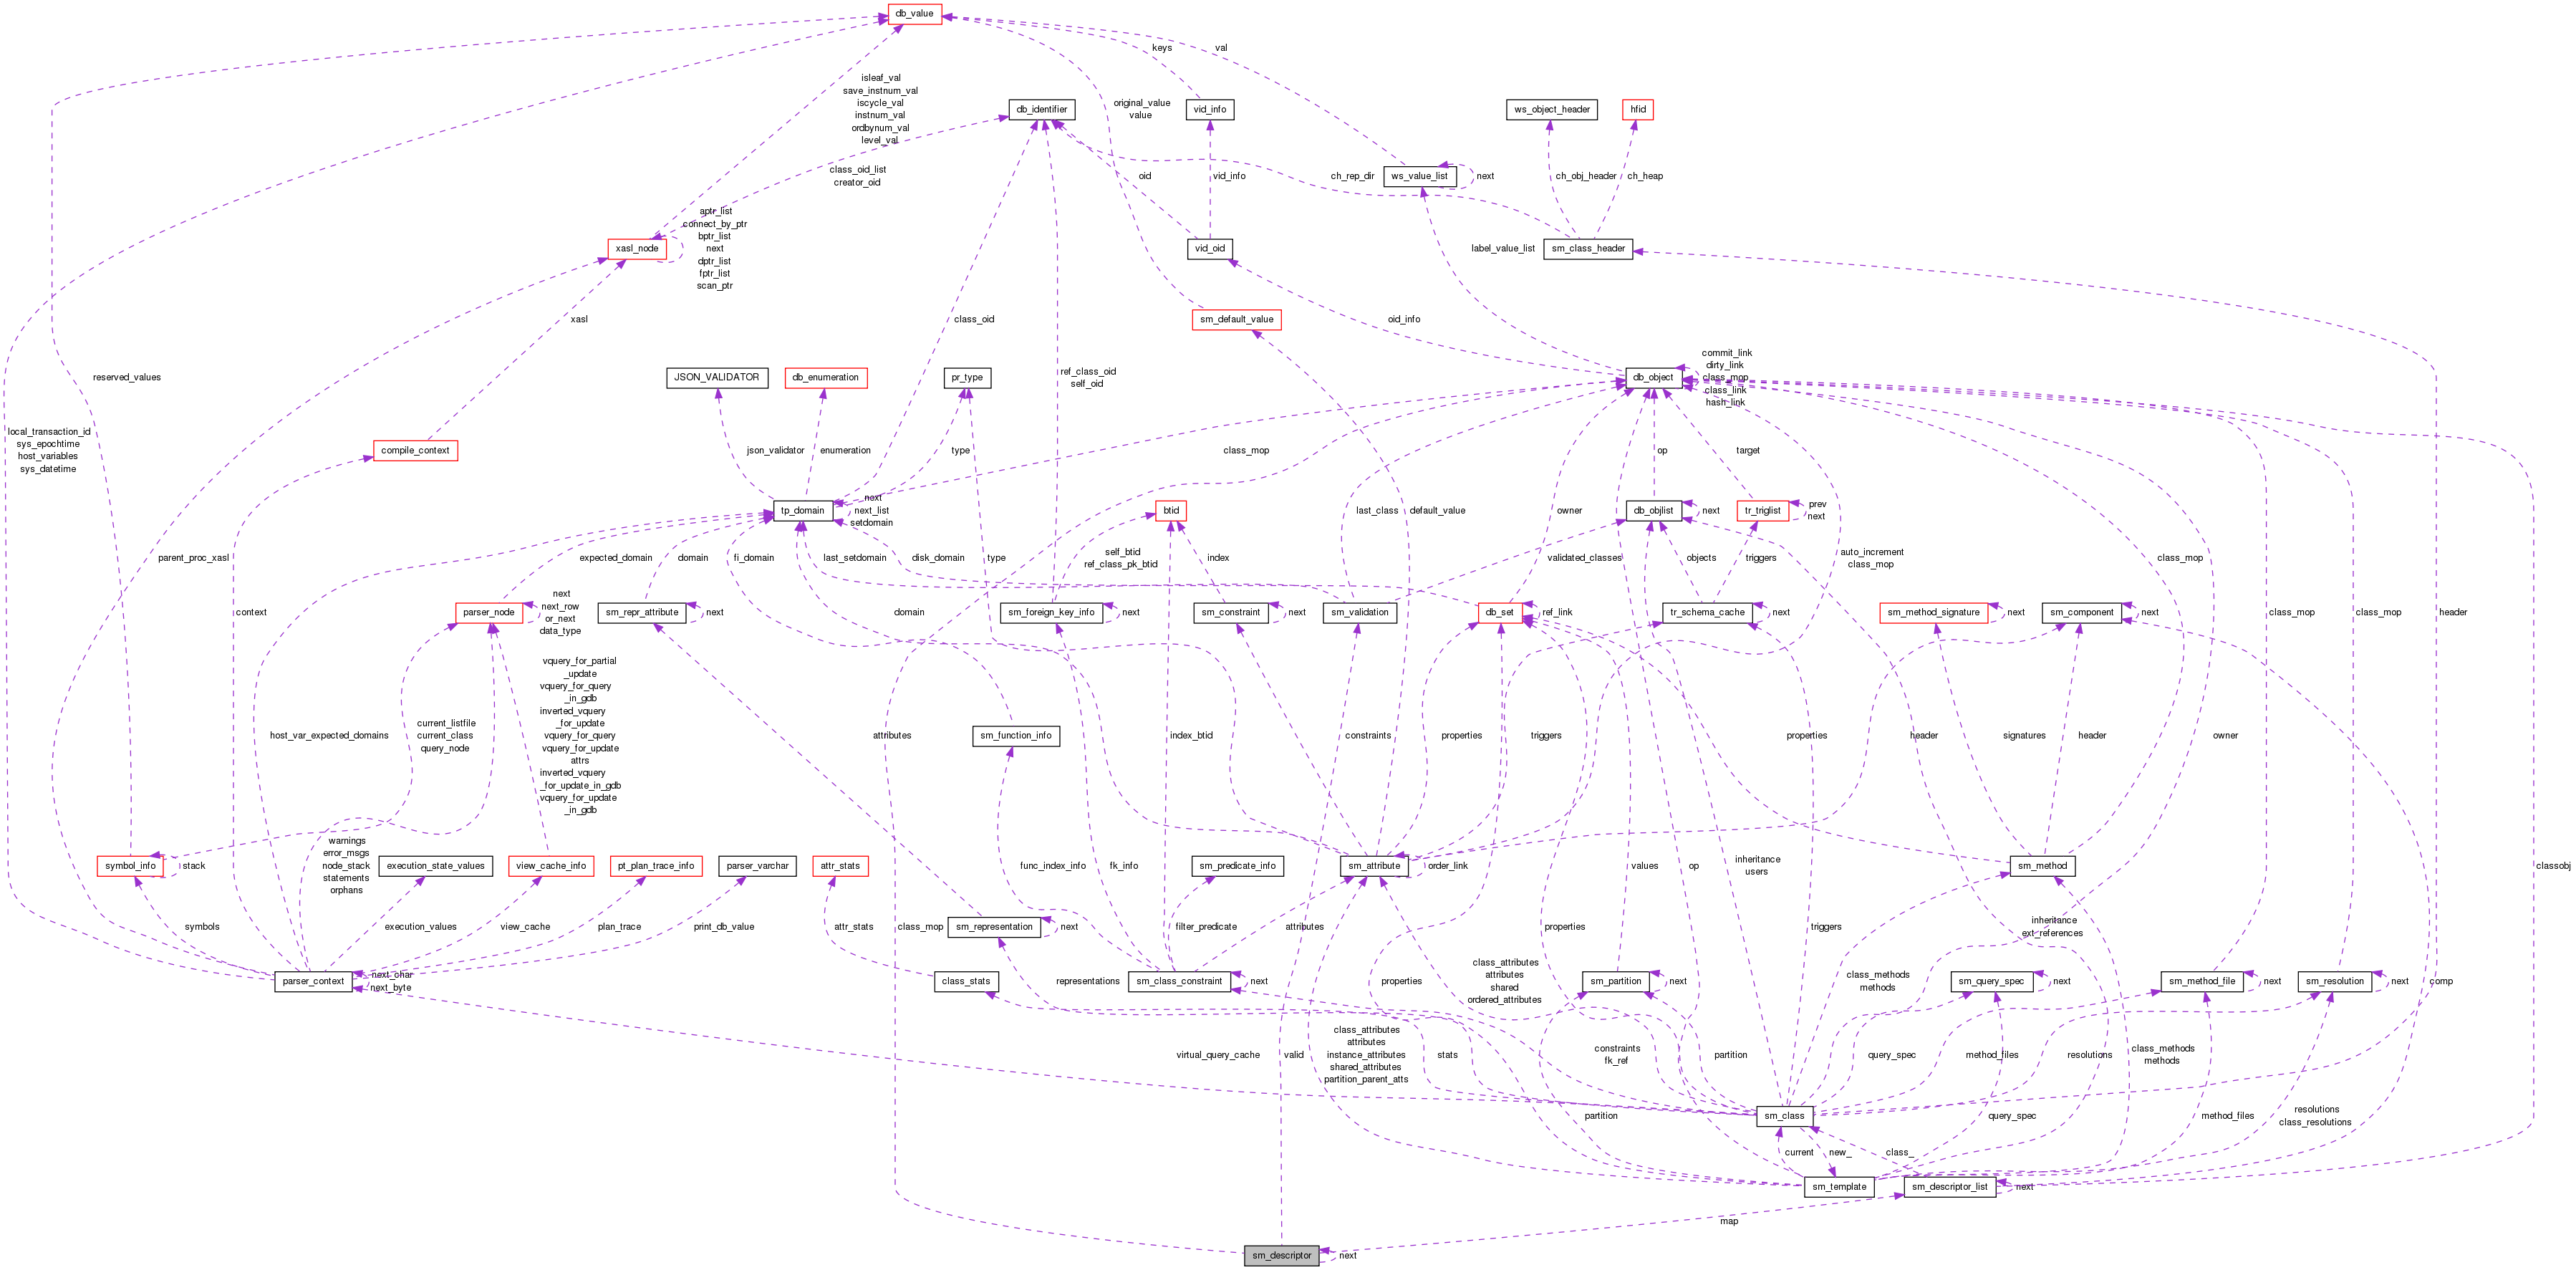 db_value
keys
val
isleaf_val
save_instnum_val
iscycle_val
instnum_val
ordbynum_val
level_val
db_identifier
original_value
value
vid_info
ws_object_header
hfid
class_oid_list
creator_oid
oid
vid_info
ch_rep_dir
ws_value_list
next
ch_obj_header
ch_heap
aptr_list
connect_by_ptr
bptr_list
next
dptr_list
fptr_list
scan_ptr
xasl_node
vid_oid
label_value_list
sm_class_header
xasl
class_oid
sm_default_value
oid_info
reserved_values
JSON_VALIDATOR
db_enumeration
pr_type
ref_class_oid
self_oid
db_object
commit_link
dirty_link
class_mop
class_link
hash_link
local_transaction_id
sys_epochtime
host_variables
sys_datetime
compile_context
json_validator
enumeration
type
class_mop
op
target
tp_domain
next
next_list
setdomain
btid
last_class
default_value
owner
db_objlist
next
tr_triglist
prev
next
parent_proc_xasl
expected_domain
domain
fi_domain
last_setdomain
disk_domain
type
self_btid
ref_class_pk_btid
index
validated_classes
objects
triggers
auto_increment
class_mop
class_mop
context
parser_node
next
next_row
or_next
data_type
sm_repr_attribute
next
domain
sm_foreign_key_info
next
sm_constraint
next
sm_validation
db_set
ref_link
tr_schema_cache
next
sm_method_signature
next
sm_component
next
class_mop
class_mop
header
host_var_expected_domains
current_listfile
current_class
query_node
vquery_for_partial
_update
vquery_for_query
_in_gdb
inverted_vquery
_for_update
vquery_for_query
vquery_for_update
attrs
inverted_vquery
_for_update_in_gdb
vquery_for_update
_in_gdb
attributes
sm_function_info
index_btid
constraints
properties
triggers
properties
header
signatures
header
owner
symbol_info
stack
warnings
error_msgs
node_stack
statements
orphans
execution_state_values
view_cache_info
pt_plan_trace_info
parser_varchar
attr_stats
func_index_info
fk_info
sm_predicate_info
sm_attribute
order_link
values
op
inheritance
users
sm_method
classobj
symbols
execution_values
view_cache
plan_trace
print_db_value
attr_stats
class_mop
sm_representation
next
filter_predicate
attributes
properties
triggers
inheritance
ext_references
parser_context
next_char
next_byte
class_stats
representations
sm_class_constraint
next
properties
class_attributes
attributes
shared
ordered_attributes
sm_partition
next
class_methods
methods
sm_query_spec
next
sm_method_file
next
sm_resolution
next
comp
virtual_query_cache
valid
class_attributes
attributes
instance_attributes
shared_attributes
partition_parent_atts
stats
constraints
fk_ref
partition
query_spec
method_files
resolutions
class_methods
methods
partition
sm_class
query_spec
method_files
resolutions
class_resolutions
current
new_
class_
sm_template
sm_descriptor_list
next
map
sm_descriptor
next